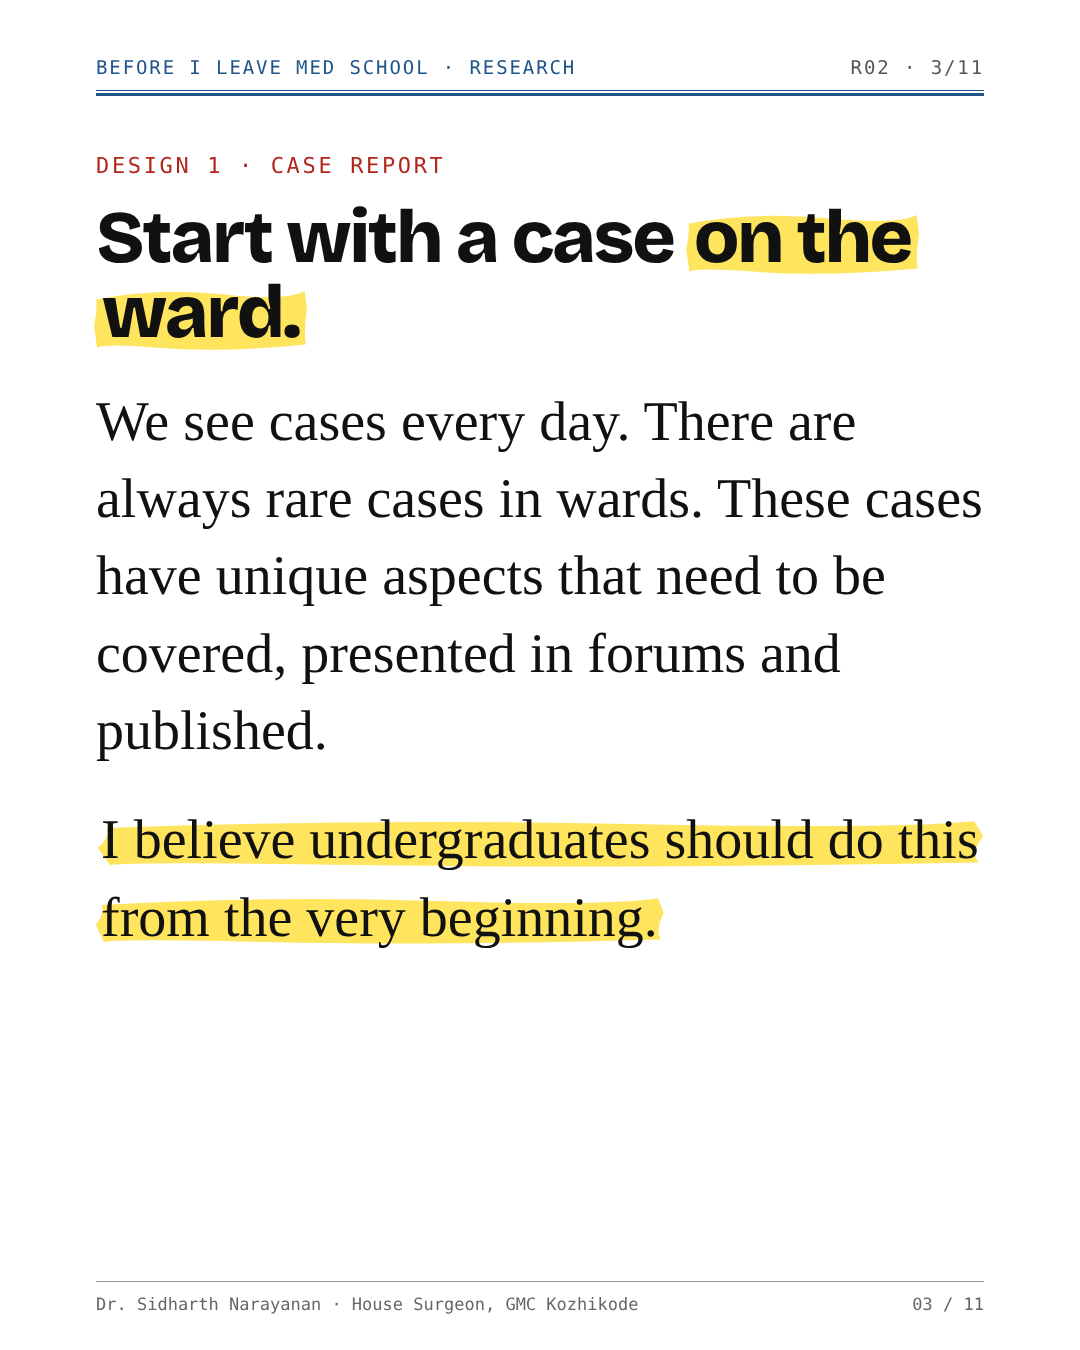 BEFORE I LEAVE MED SCHOOL · RESEARCH
R02 · 3/11
DESIGN 1 · CASE REPORT
Start with a case on the
ward.
We see cases every day. There are
always rare cases in wards. These cases
have unique aspects that need to be
covered, presented in forums and
published.
I believe undergraduates should do this
from the very beginning.
Dr. Sidharth Narayanan · House Surgeon, GMC Kozhikode
03 / 11